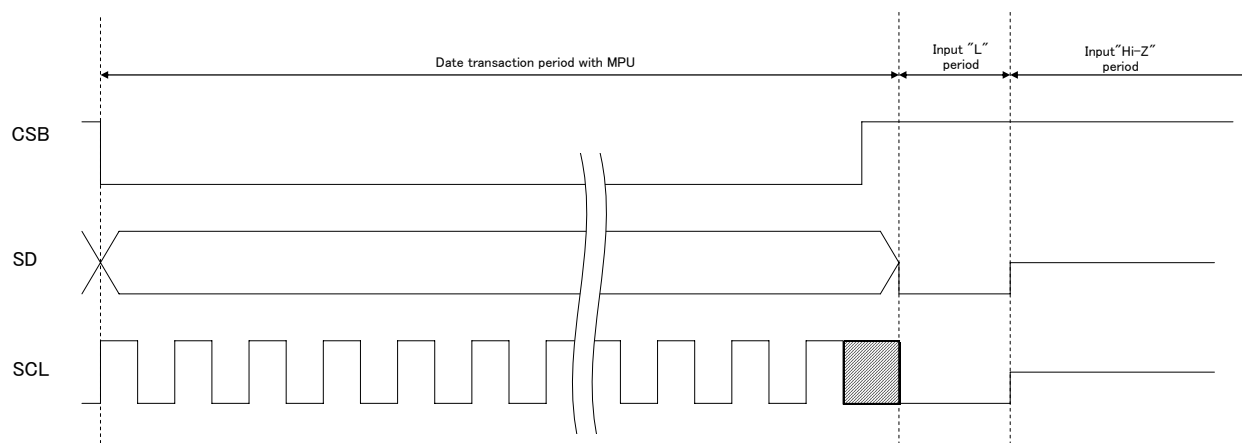 Date transaction period with MPU
Input "L"
period
Input"Hi-Z"
period
CSB
SD
SCL